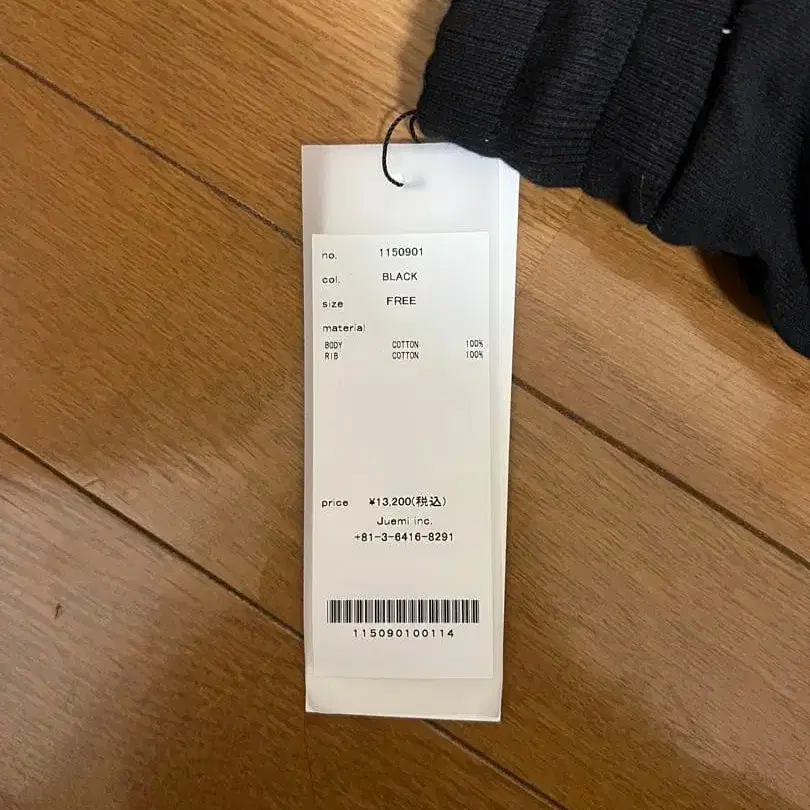 no. 1150901
col. BLACK
size FREE
material
BODY COTTON 100%
RIB COTTON 100%
price ¥13,200(税込)
Juemi inc.
+81-3-6416-8291
115090100114